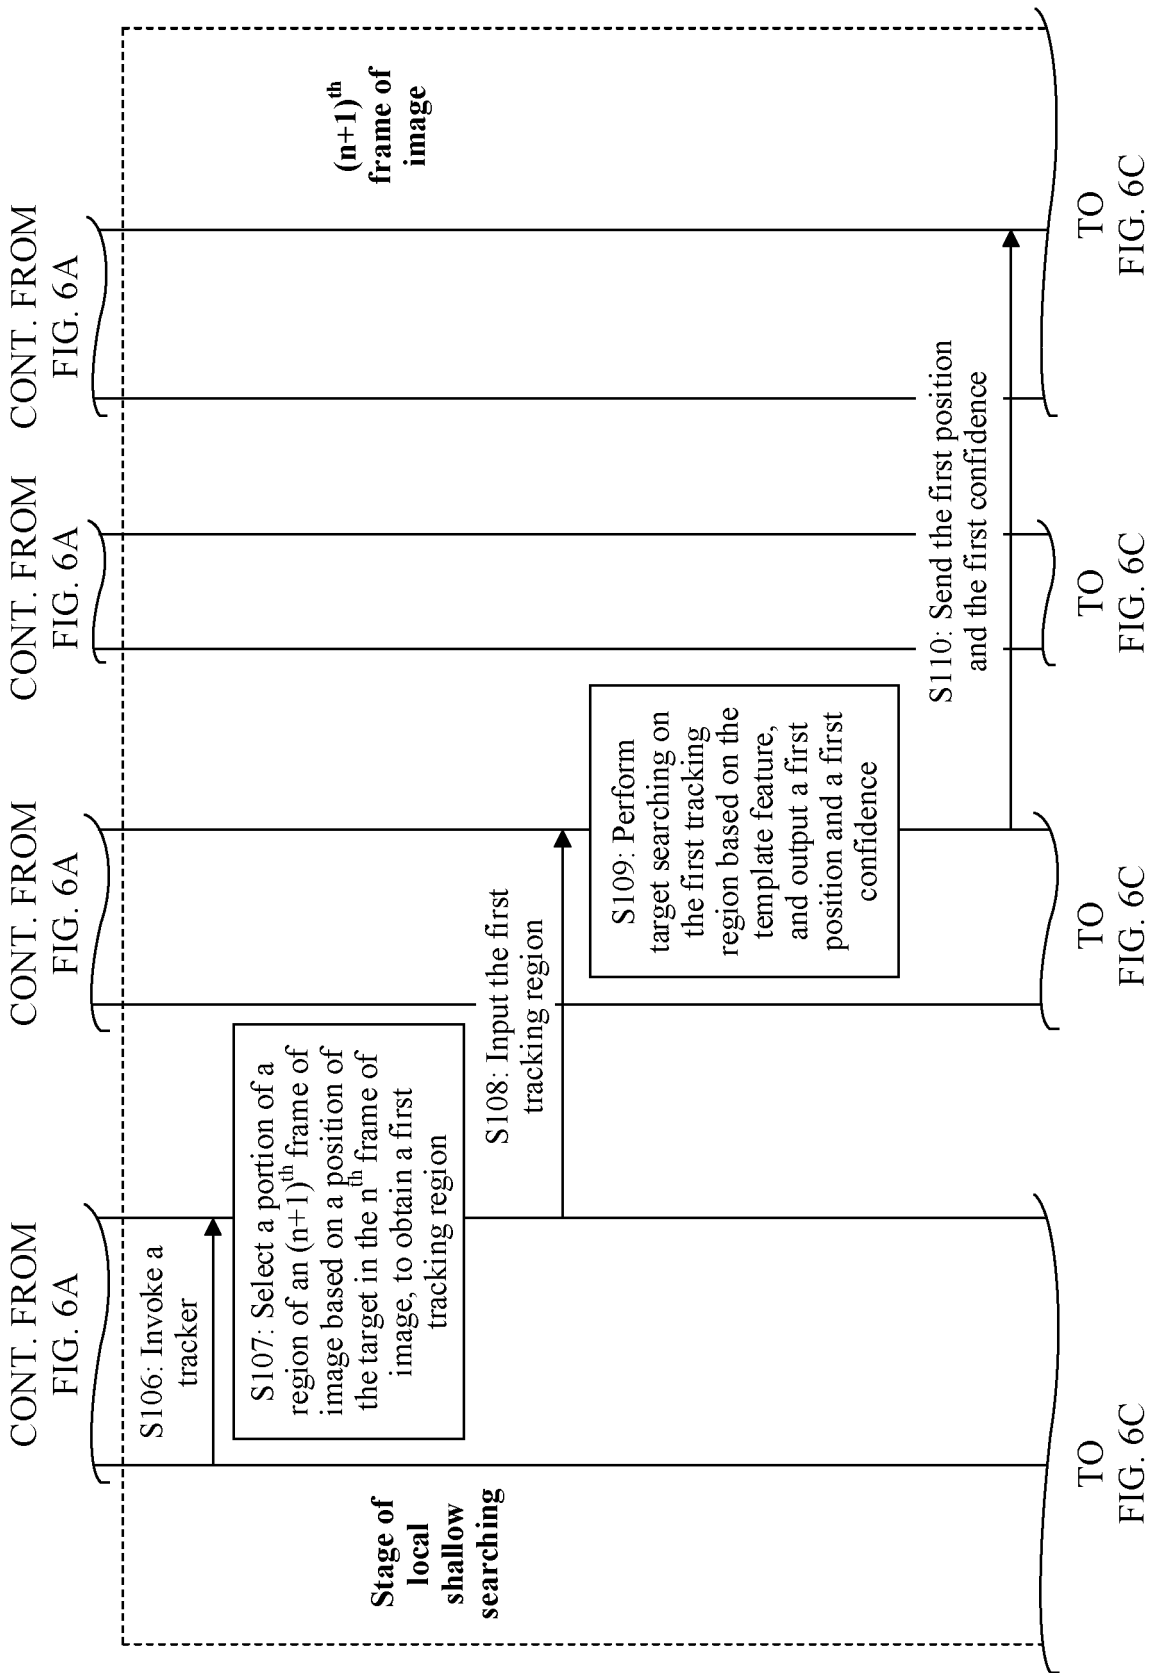 CONT. FROM
FIG. 6A
CONT. FROM
FIG. 6A
CONT. FROM
FIG. 6A
CONT. FROM
FIG. 6A
S106: Invoke a
tracker
Stage of
local
shallow
searching
S107: Select a portion of a
region of an (n+1)th frame of
image based on a position of
the target in the nth frame of
image, to obtain a first
tracking region
(n+1)th
frame of
image
S108: Input the first
tracking region
S109: Perform
target searching on
the first tracking
region based on the
template feature,
and output a first
position and a first
confidence
S110: Send the first position
and the first confidence
TO
FIG. 6C
TO
FIG. 6C
TO
FIG. 6C
TO
FIG. 6C